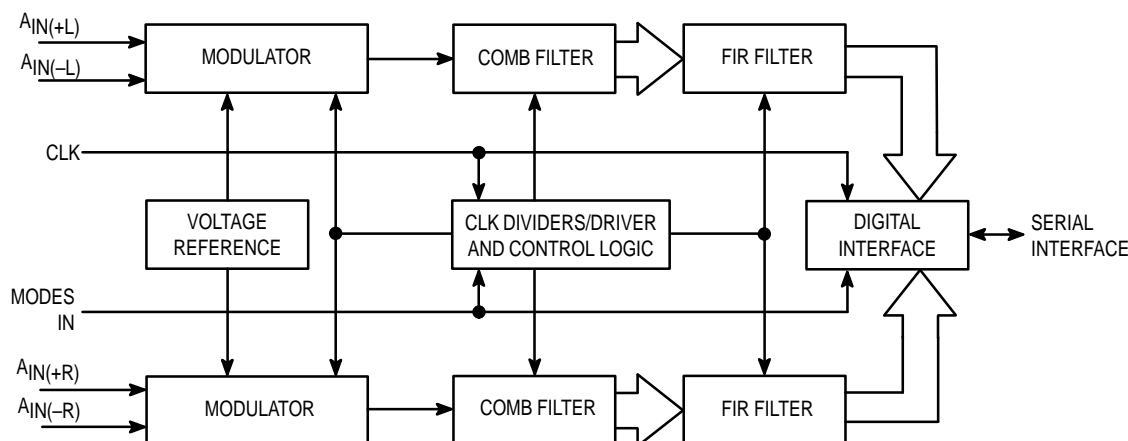 AIN(+L)
AIN(–L)
MODULATOR
COMB FILTER
FIR FILTER
CLK
VOLTAGE
REFERENCE
CLK DIVIDERS/DRIVER
AND CONTROL LOGIC
DIGITAL
INTERFACE
SERIAL
INTERFACE
MODES
IN
AIN(+R)
AIN(–R)
MODULATOR
COMB FILTER
FIR FILTER